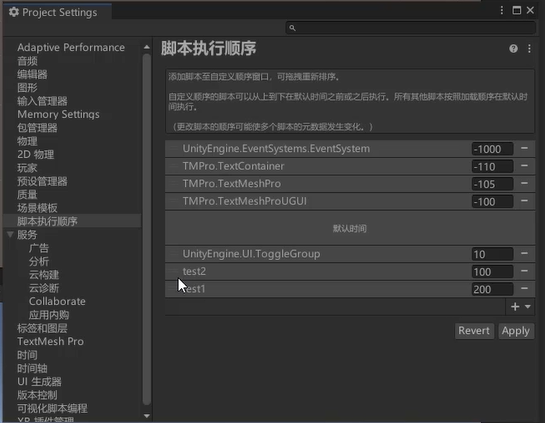 Project Settings
Adaptive Performance
音频
编辑器
图形
输入管理器
Memory Settings
包管理器
物理
2D 物理
玩家
预设管理器
质量
场景模板
脚本执行顺序
服务
广告
分析
云构建
云诊断
Collaborate
应用内购
标签和图层
TextMesh Pro
时间
时间轴
UI 生成器
版本控制
可视化脚本编程
XR 插件管理
脚本执行顺序
添加脚本至自定义顺序窗口，可拖拽重新排序。
自定义顺序的脚本可以从上到下在默认时间之前或之后执行。所有其他脚本按照加载顺序在默认时
间执行。
（更改脚本的顺序可能使多个脚本的元数据发生变化。）
UnityEngine.EventSystems.EventSystem -1000
TMPro.TextContainer -110
TMPro.TextMeshPro -105
TMPro.TextMeshProUGUI -100
默认时间
UnityEngine.UI.ToggleGroup 10
test2 100
est1 200
Revert Apply